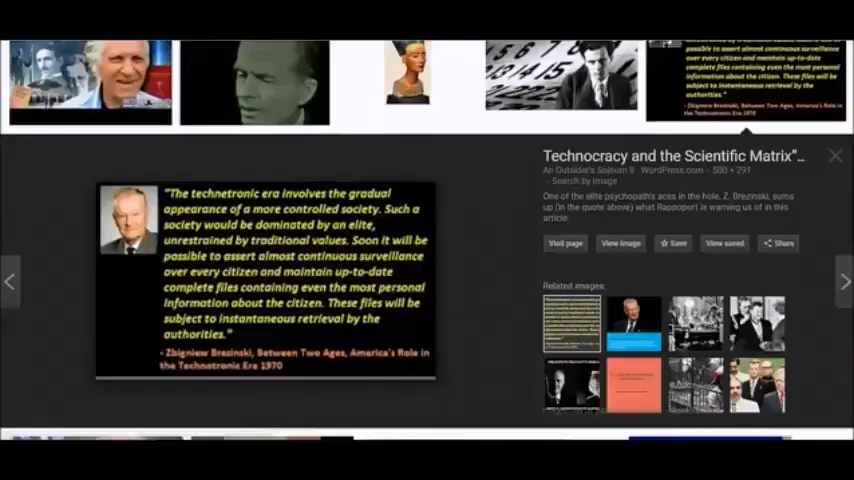 possible to assert almost continuous surveillance
over every citizen and maintain up-to-date
complete files containing even the most personal
information about the citizen. These files will be
subject to instantaneous retrieval by the
authorities."
- Zbigniew Brezinski, Between Two Ages, America's Role in
the Technotronic Era 1970
Technocracy and the Scientific Matrix"...
An Outsider's Sojourn II - WordPress.com - 500 × 291
Search by image
One of the elite psychopath's aces in the hole, Z. Brezinski, sums
up (in the quote above) what Rappoport is warning us of in this
article.
Visit page
View image
Save
View saved
Share
Related images:
"The technetronic era involves the gradual
appearance of a more controlled society. Such a
society would be dominated by an elite,
unrestrained by traditional values. Soon it will be
possible to assert almost continuous surveillance
over every citizen and maintain up-to-date
complete files containing even the most personal
information about the citizen. These files will be
subject to instantaneous retrieval by the
authorities."
- Zbigniew Brezinski, Between Two Ages, America's Role in
the Technotronic Era 1970